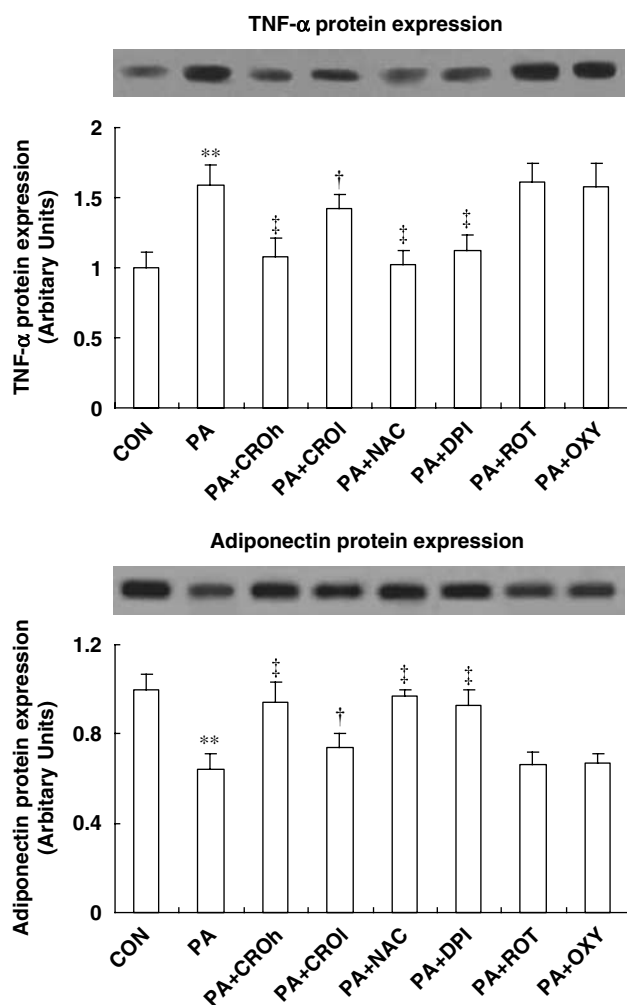 TNF-α protein expression
2
1.5
1
0.5
0
TNF-α protein expression
(Arbitary Units)
**
‡
†
‡
‡
CON
PA
PA+CROh
PA+CROl
PA+NAC
PA+DPI
PA+ROT
PA+OXY
Adiponectin protein expression
1.2
0.8
0.4
0
Adiponectin protein expression
(Arbitary Units)
**
‡
†
‡
‡
CON
PA
PA+CROh
PA+CROl
PA+NAC
PA+DPI
PA+ROT
PA+OXY